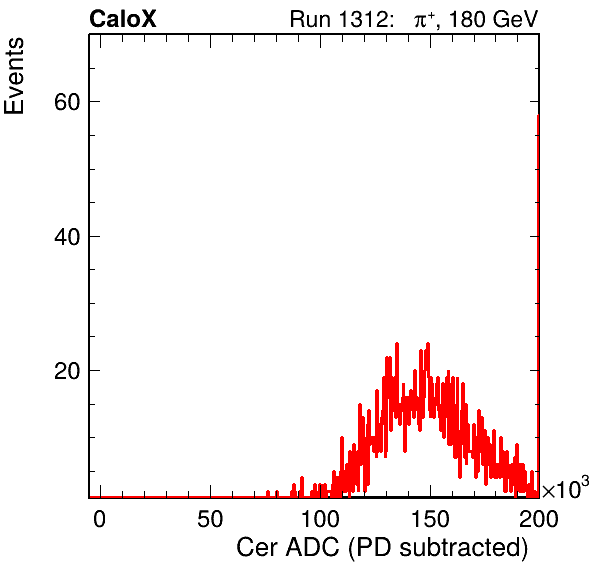 CaloX Run 1312: π⁺, 180 GeV
Events
60
40
20
0 50 100 150 200 ×10³
Cer ADC (PD subtracted)